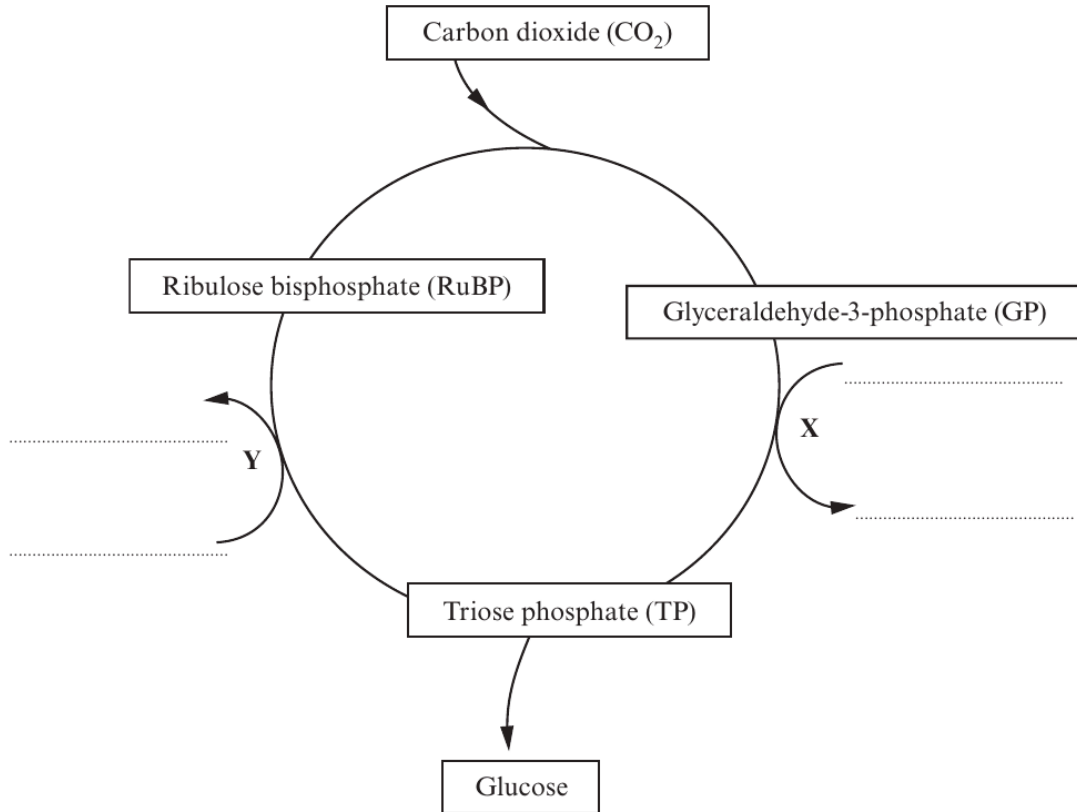 Carbon dioxide (CO₂)
Ribulose bisphosphate (RuBP)
Glyceraldehyde-3-phosphate (GP)
X
Y
Triose phosphate (TP)
Glucose